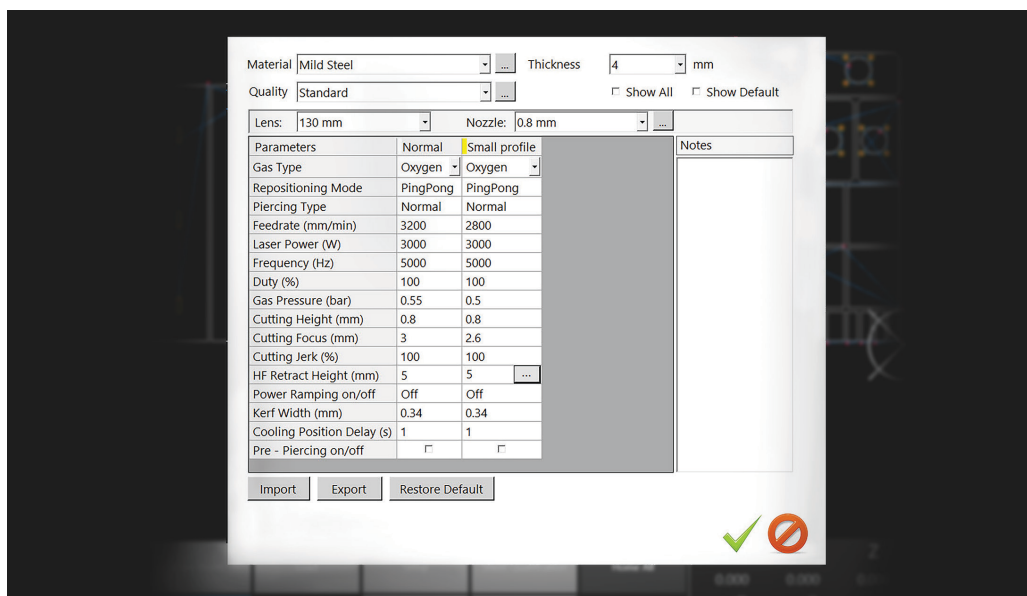 Material Mild Steel ... Thickness 4 mm
Quality Standard ... Show All Show Default
Lens: 130 mm Nozzle: 0.8 mm ...
Parameters Normal Small profile Notes
Gas Type Oxygen Oxygen
Repositioning Mode PingPong PingPong
Piercing Type Normal Normal
Feedrate (mm/min) 3200 2800
Laser Power (W) 3000 3000
Frequency (Hz) 5000 5000
Duty (%) 100 100
Gas Pressure (bar) 0.55 0.5
Cutting Height (mm) 0.8 0.8
Cutting Focus (mm) 3 2.6
Cutting Jerk (%) 100 100
HF Retract Height (mm) 5 5 ...
Power Ramping on/off Off Off
Kerf Width (mm) 0.34 0.34
Cooling Position Delay (s) 1 1
Pre - Piercing on/off
Import Export Restore Default
Z
0.000 0.000